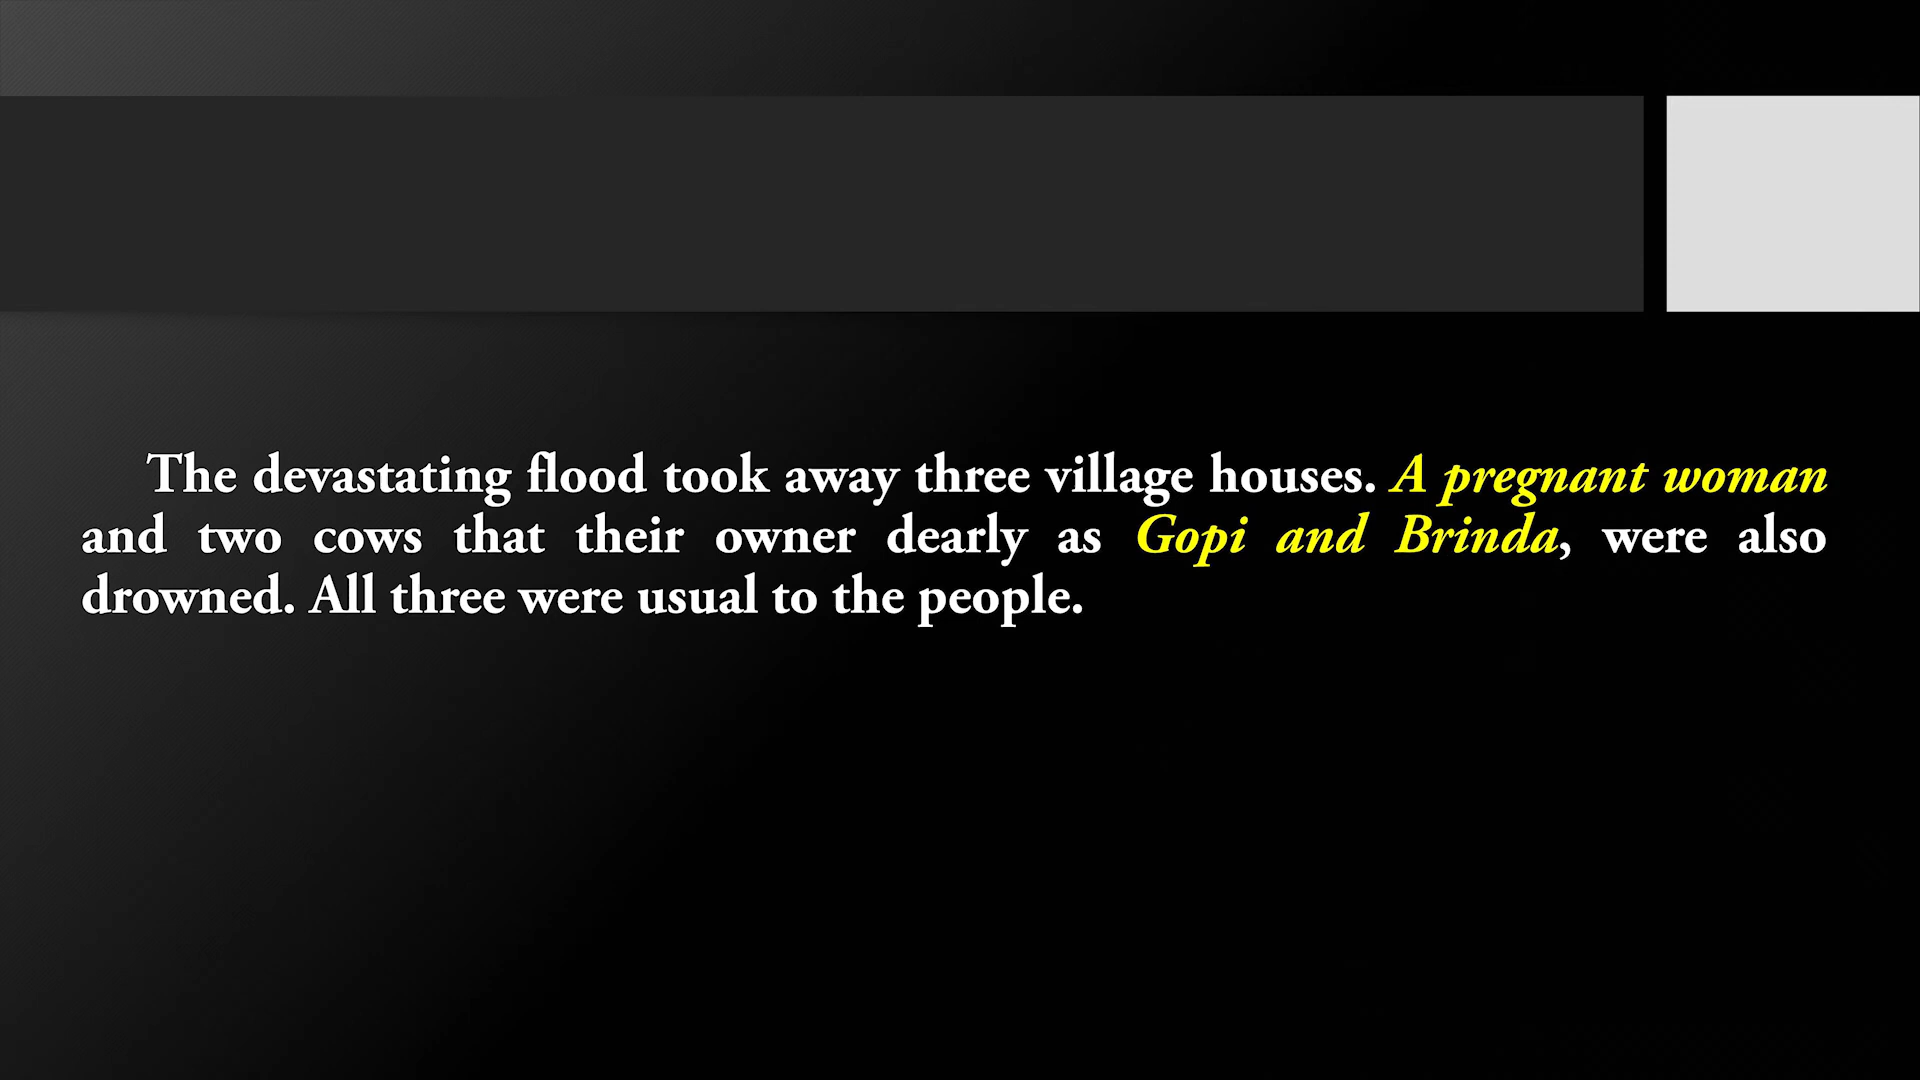 The devastating flood took away three village houses. A pregnant woman
and two cows that their owner dearly as Gopi and Brinda, were also
drowned. All three were usual to the people.